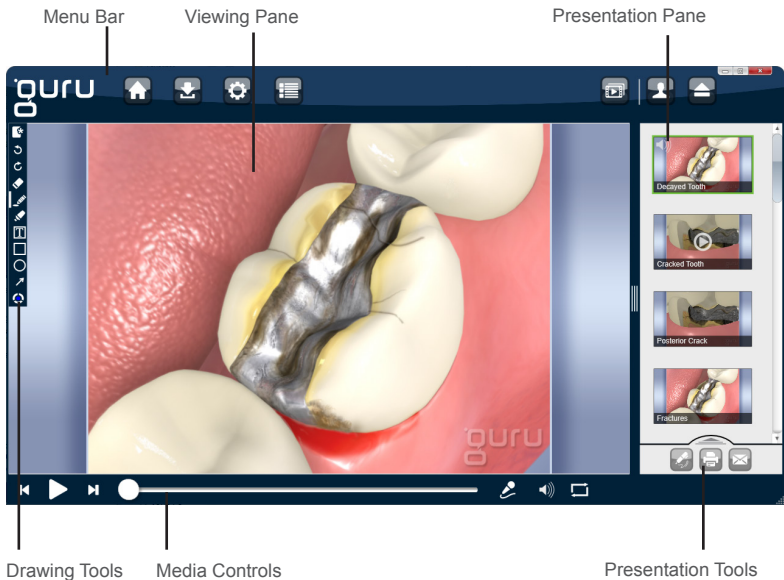 Menu Bar
Viewing Pane
Presentation Pane
guru
T
Decayed Tooth
Cracked Tooth
Posterior Crack
Fractures
guru
Drawing Tools
Media Controls
Presentation Tools